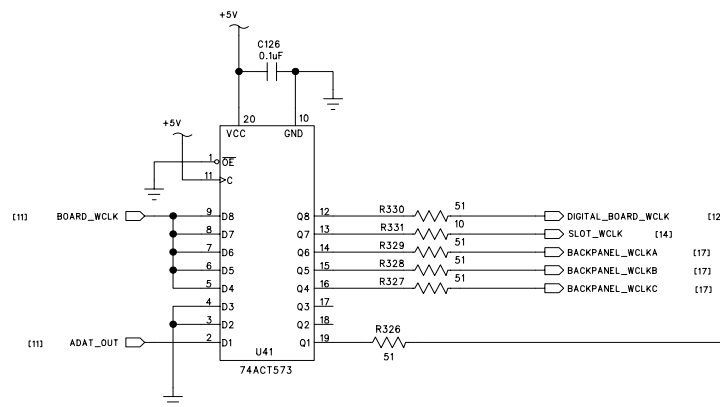 +5V
C126
0.1uF
+5V
20 10
VCC GND
1 OE
11 C
[11] BOARD_WCLK 9 D8 Q8 12 R330 51 DIGITAL_BOARD_WCLK [12
8 D7 Q7 13 R331 10 SLOT_WCLK [14]
7 D6 Q6 14 R329 51 BACKPANEL_WCLKA [17]
6 D5 Q5 15 R328 51 BACKPANEL_WCLKB [17]
5 D4 Q4 16 R327 51 BACKPANEL_WCLKC [17]
4 D3 Q3 17
3 D2 Q2 18
[11] ADAT_OUT 2 D1 Q1 19 R326 51
U41
74ACT573